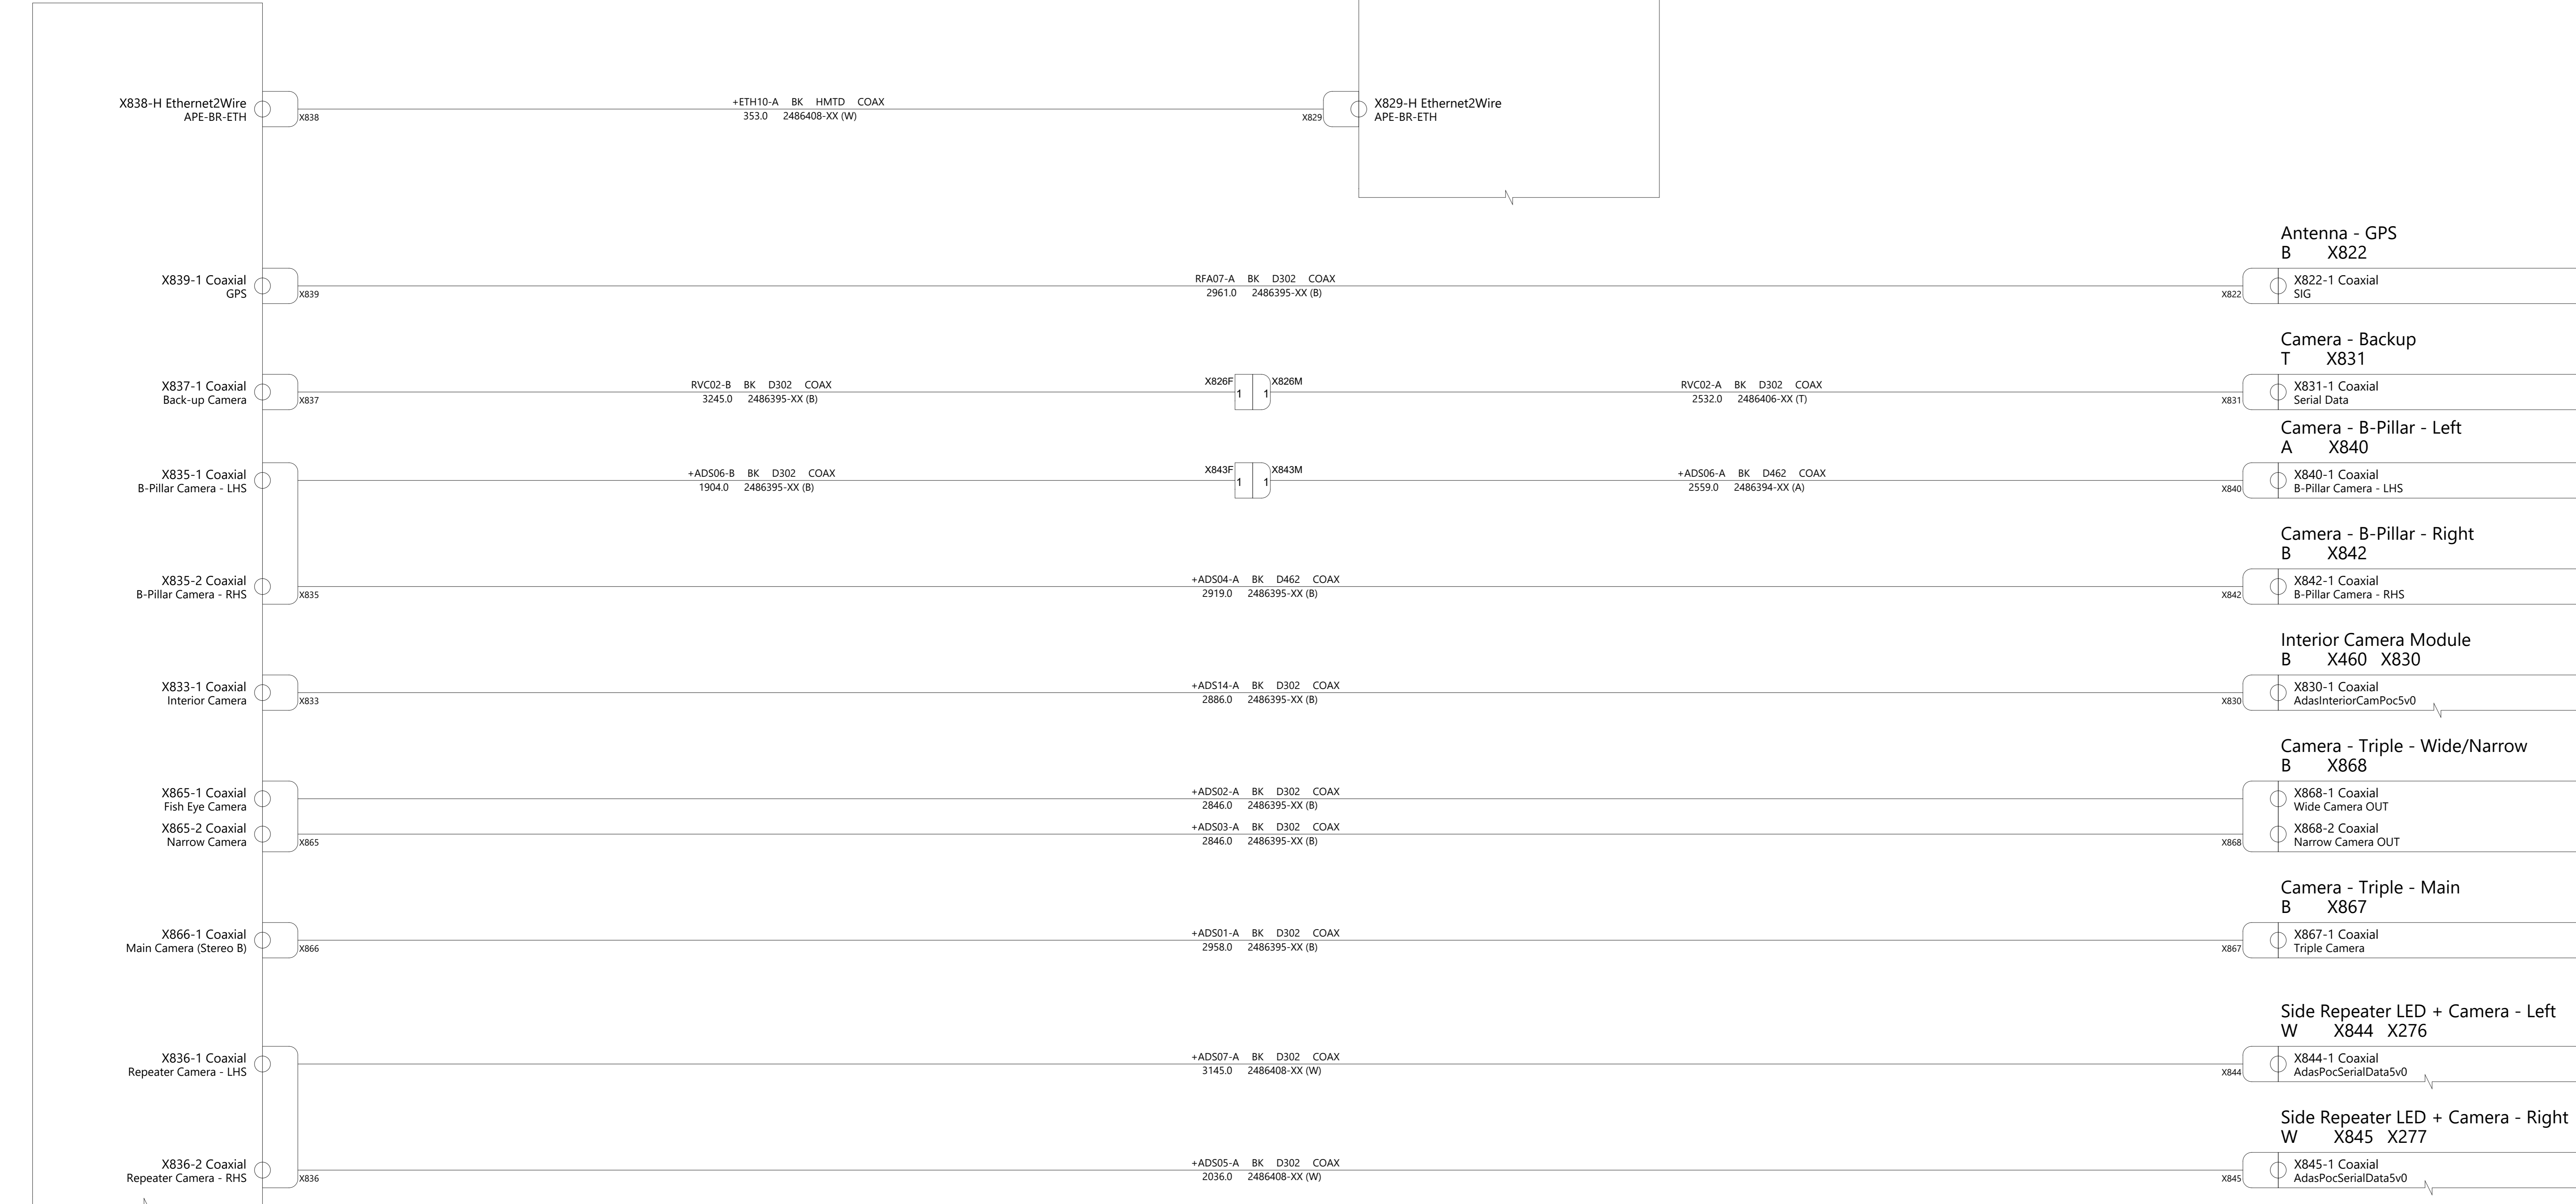 X838-H Ethernet2Wire
APE-BR-ETH
X838
+ETH10-A BK HMTD COAX
353.0 2486408-XX (W)
X829
X829-H Ethernet2Wire
APE-BR-ETH
Antenna - GPS
B X822
X839-1 Coaxial
GPS
X839
RFA07-A BK D302 COAX
2961.0 2486395-XX (B)
X822
X822-1 Coaxial
SIG
Camera - Backup
T X831
X837-1 Coaxial
Back-up Camera
X837
RVC02-B BK D302 COAX
3245.0 2486395-XX (B)
X826F X826M
1 1
RVC02-A BK D302 COAX
2532.0 2486406-XX (T)
X831
X831-1 Coaxial
Serial Data
Camera - B-Pillar - Left
A X840
X835-1 Coaxial
B-Pillar Camera - LHS
+ADS06-B BK D302 COAX
1904.0 2486395-XX (B)
X843F X843M
1 1
+ADS06-A BK D462 COAX
2559.0 2486394-XX (A)
X840
X840-1 Coaxial
B-Pillar Camera - LHS
Camera - B-Pillar - Right
B X842
X835-2 Coaxial
B-Pillar Camera - RHS
X835
+ADS04-A BK D462 COAX
2919.0 2486395-XX (B)
X842
X842-1 Coaxial
B-Pillar Camera - RHS
Interior Camera Module
B X460 X830
X833-1 Coaxial
Interior Camera
X833
+ADS14-A BK D302 COAX
2886.0 2486395-XX (B)
X830
X830-1 Coaxial
AdasInteriorCamPoc5v0
Camera - Triple - Wide/Narrow
B X868
X865-1 Coaxial
Fish Eye Camera
+ADS02-A BK D302 COAX
2846.0 2486395-XX (B)
X868-1 Coaxial
Wide Camera OUT
X865-2 Coaxial
Narrow Camera
X865
+ADS03-A BK D302 COAX
2846.0 2486395-XX (B)
X868
X868-2 Coaxial
Narrow Camera OUT
Camera - Triple - Main
B X867
X866-1 Coaxial
Main Camera (Stereo B)
X866
+ADS01-A BK D302 COAX
2958.0 2486395-XX (B)
X867
X867-1 Coaxial
Triple Camera
Side Repeater LED + Camera - Left
W X844 X276
X836-1 Coaxial
Repeater Camera - LHS
+ADS07-A BK D302 COAX
3145.0 2486408-XX (W)
X844
X844-1 Coaxial
AdasPocSerialData5v0
Side Repeater LED + Camera - Right
W X845 X277
X836-2 Coaxial
Repeater Camera - RHS
X836
+ADS05-A BK D302 COAX
2036.0 2486408-XX (W)
X845
X845-1 Coaxial
AdasPocSerialData5v0